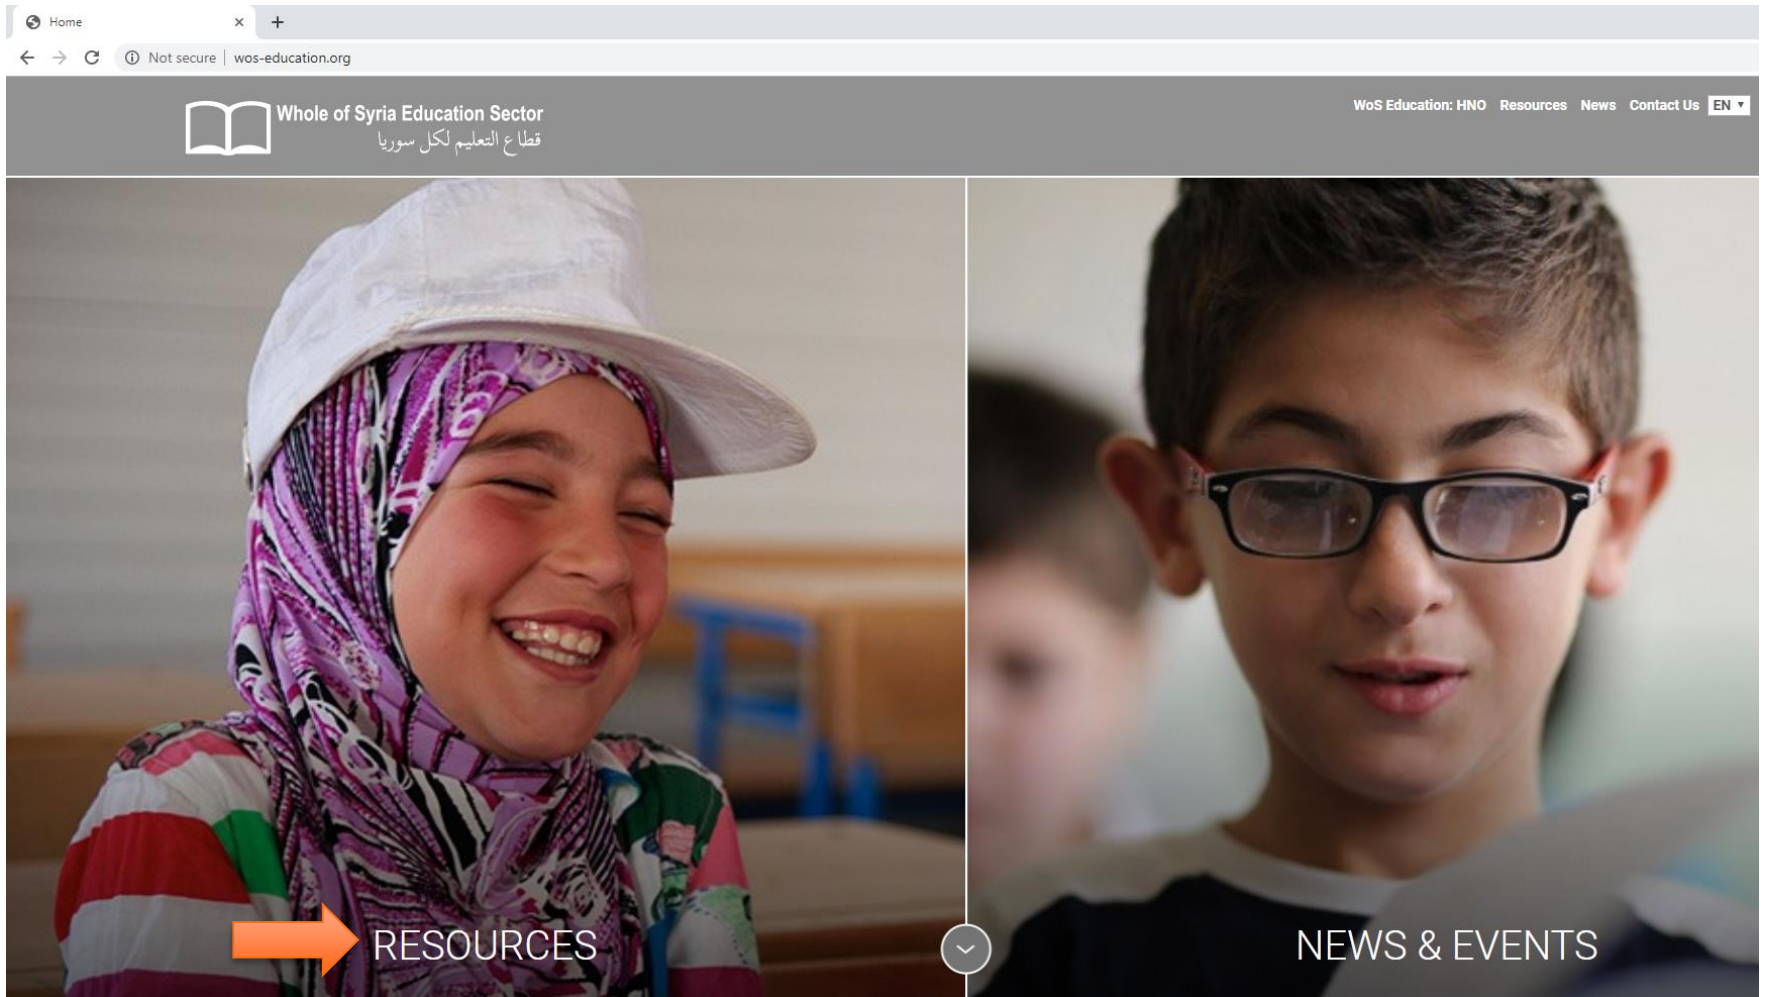 Home
Not secure | wos-education.org
Whole of Syria Education Sector
قطاع التعليم لكل سوريا
WoS Education: HNO Resources News Contact Us EN
RESOURCES
NEWS & EVENTS